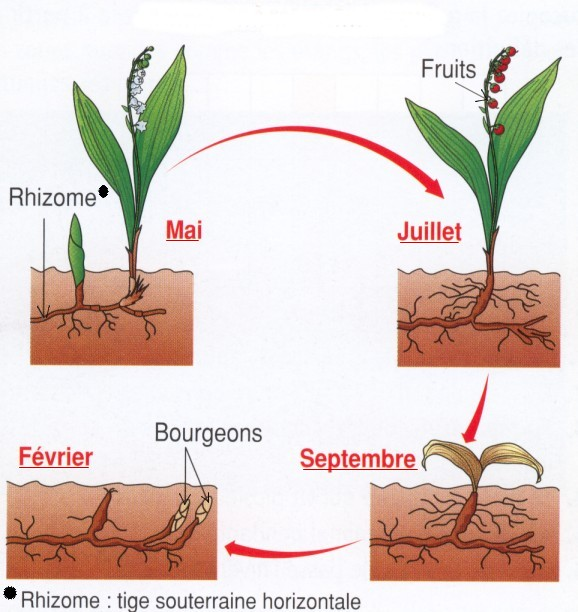 Fruits
Rhizome
Mai
Juillet
Bourgeons
Février
Septembre
Rhizome : tige souterraine horizontale